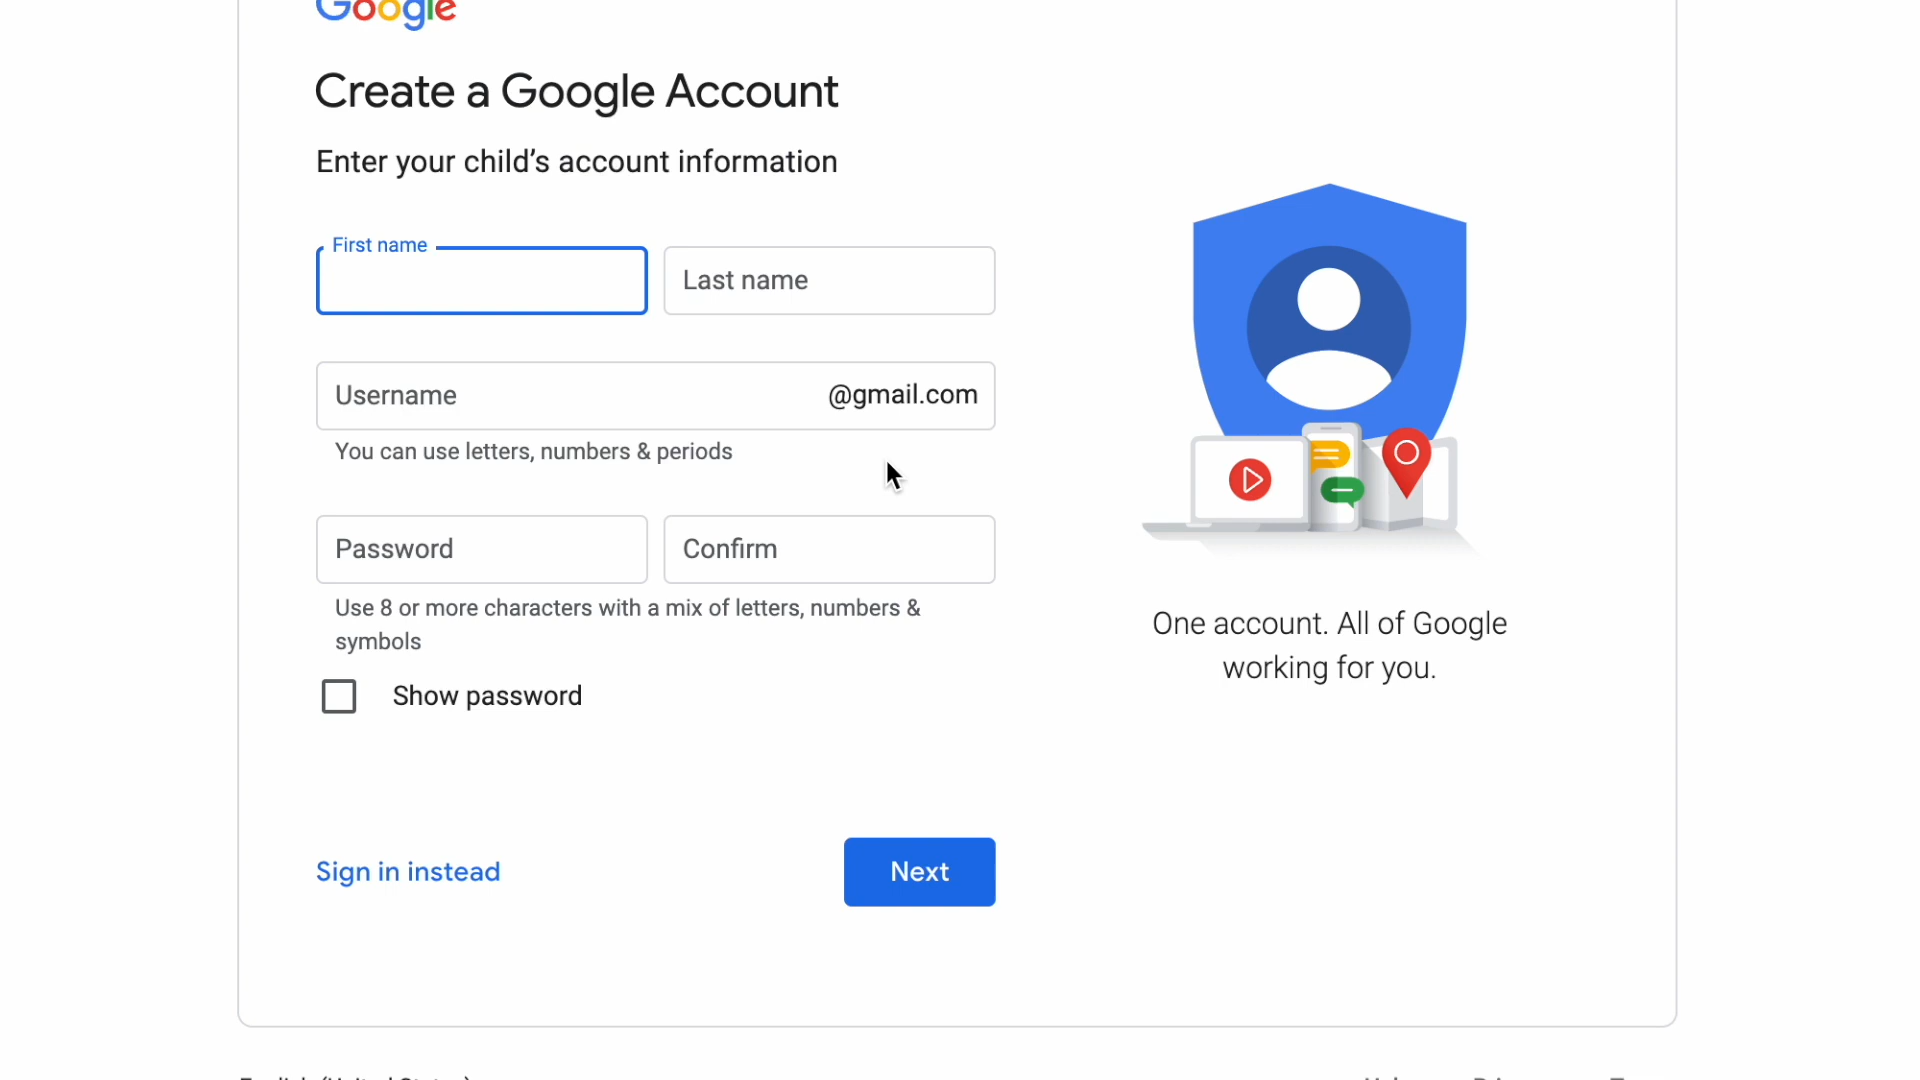 Google
Create a Google Account
Enter your child's account information
First name
Last name
Username
@gmail.com
You can use letters, numbers & periods
Password
Confirm
Use 8 or more characters with a mix of letters, numbers &
symbols
Show password
Sign in instead
Next
One account. All of Google
working for you.